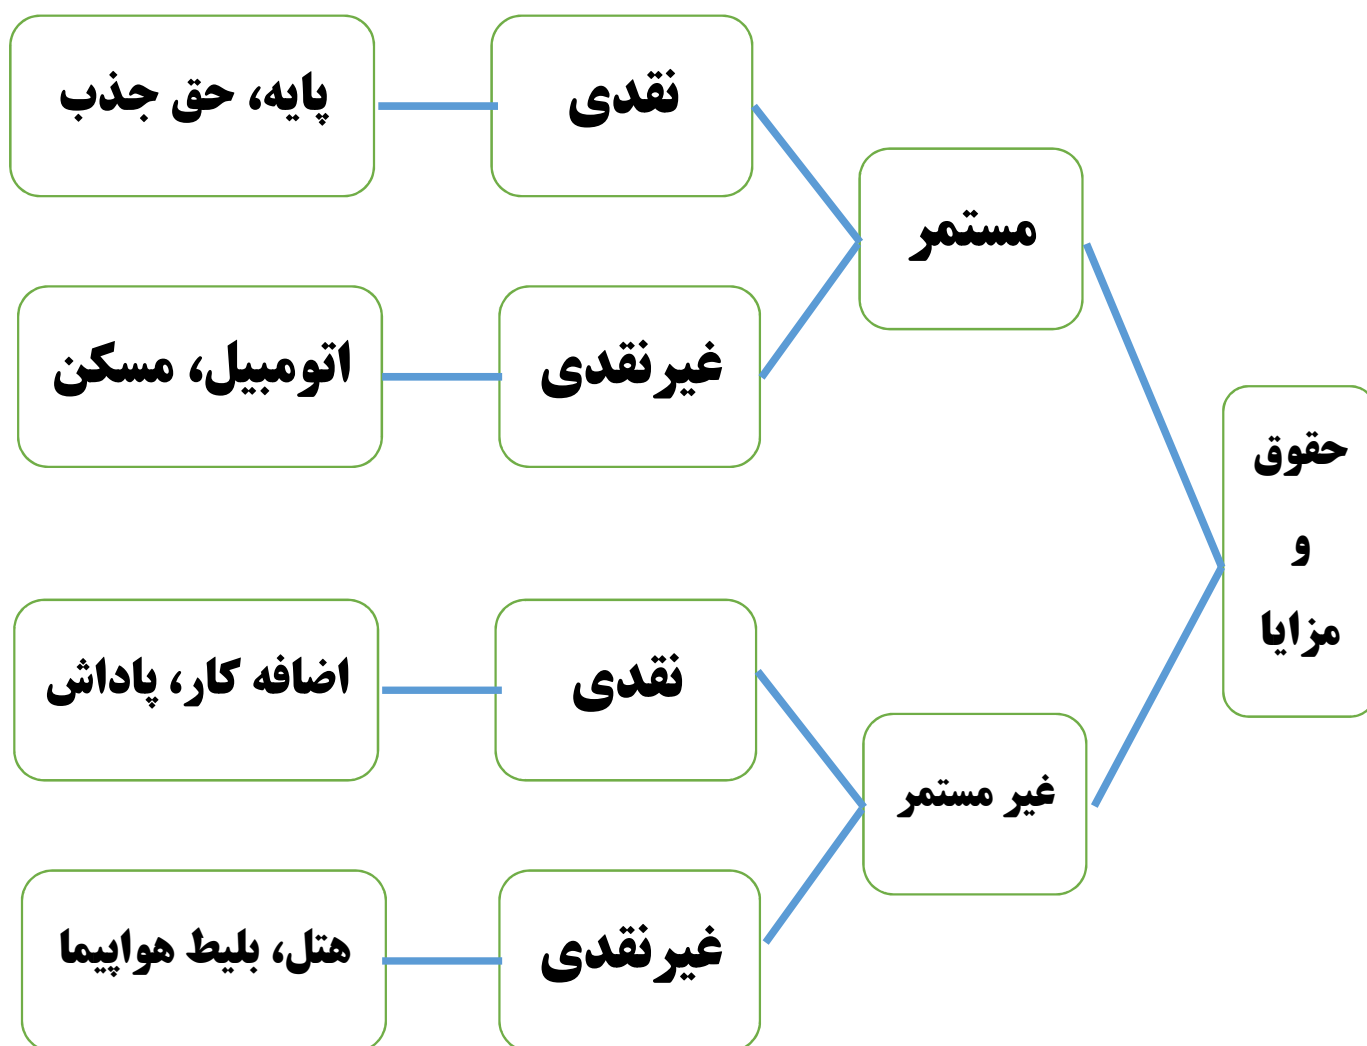 حقوق
و
مزایا
مستمر
نقدی
پایه، حق جذب
غیرنقدی
اتومبیل، مسکن
غیر مستمر
نقدی
اضافه کار، پاداش
غیرنقدی
هتل، بلیط هواپیما